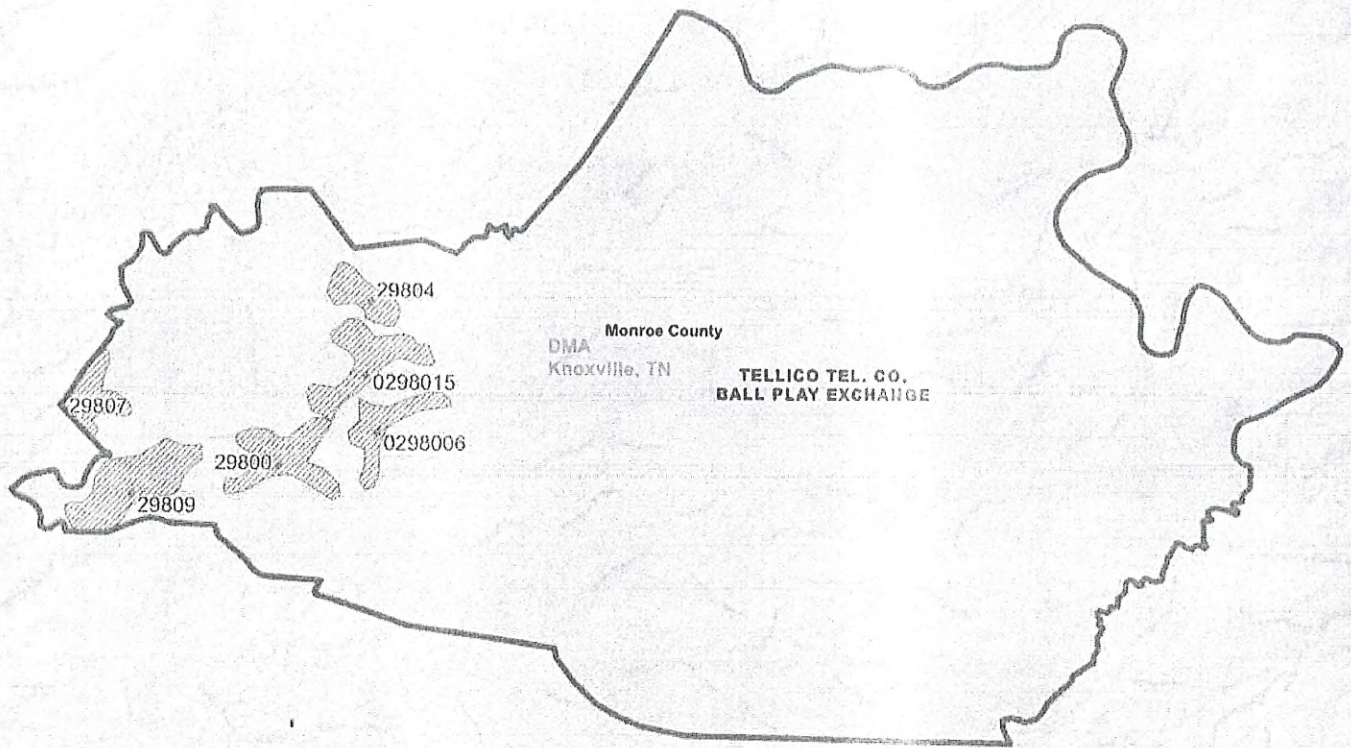 29804
Monroe County
DMA
Knoxville, TN
TELLICO TEL. CO.
BALL PLAY EXCHANGE
0298015
29807
0298006
29800
29809